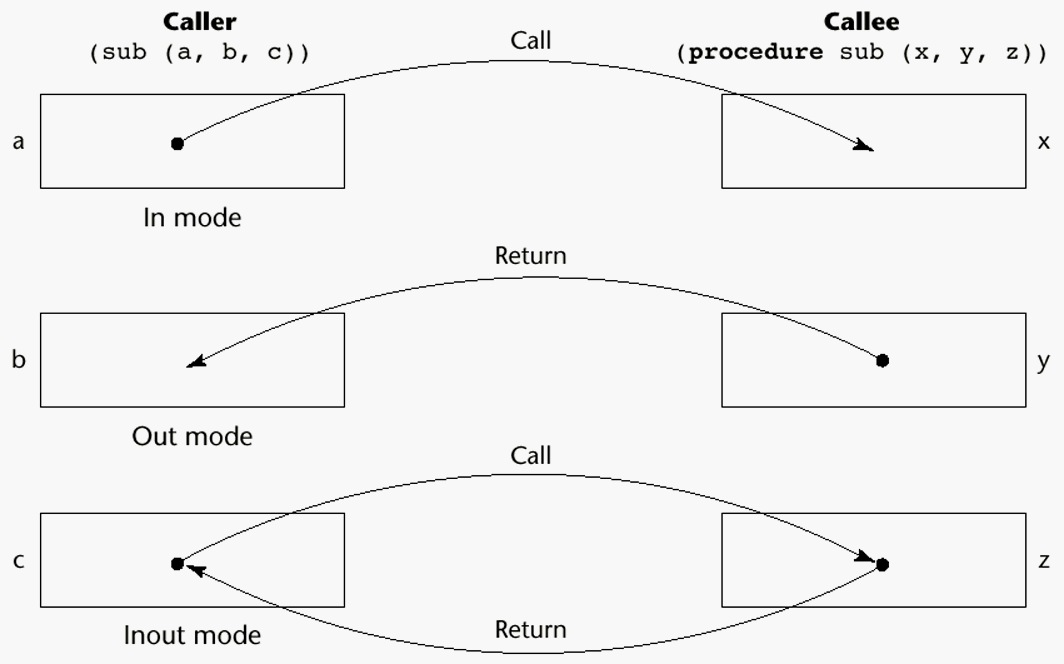 Caller
(sub (a, b, c))
Callee
(procedure sub (x, y, z))
Call
a
x
In mode
Return
b
y
Out mode
Call
c
z
Inout mode
Return